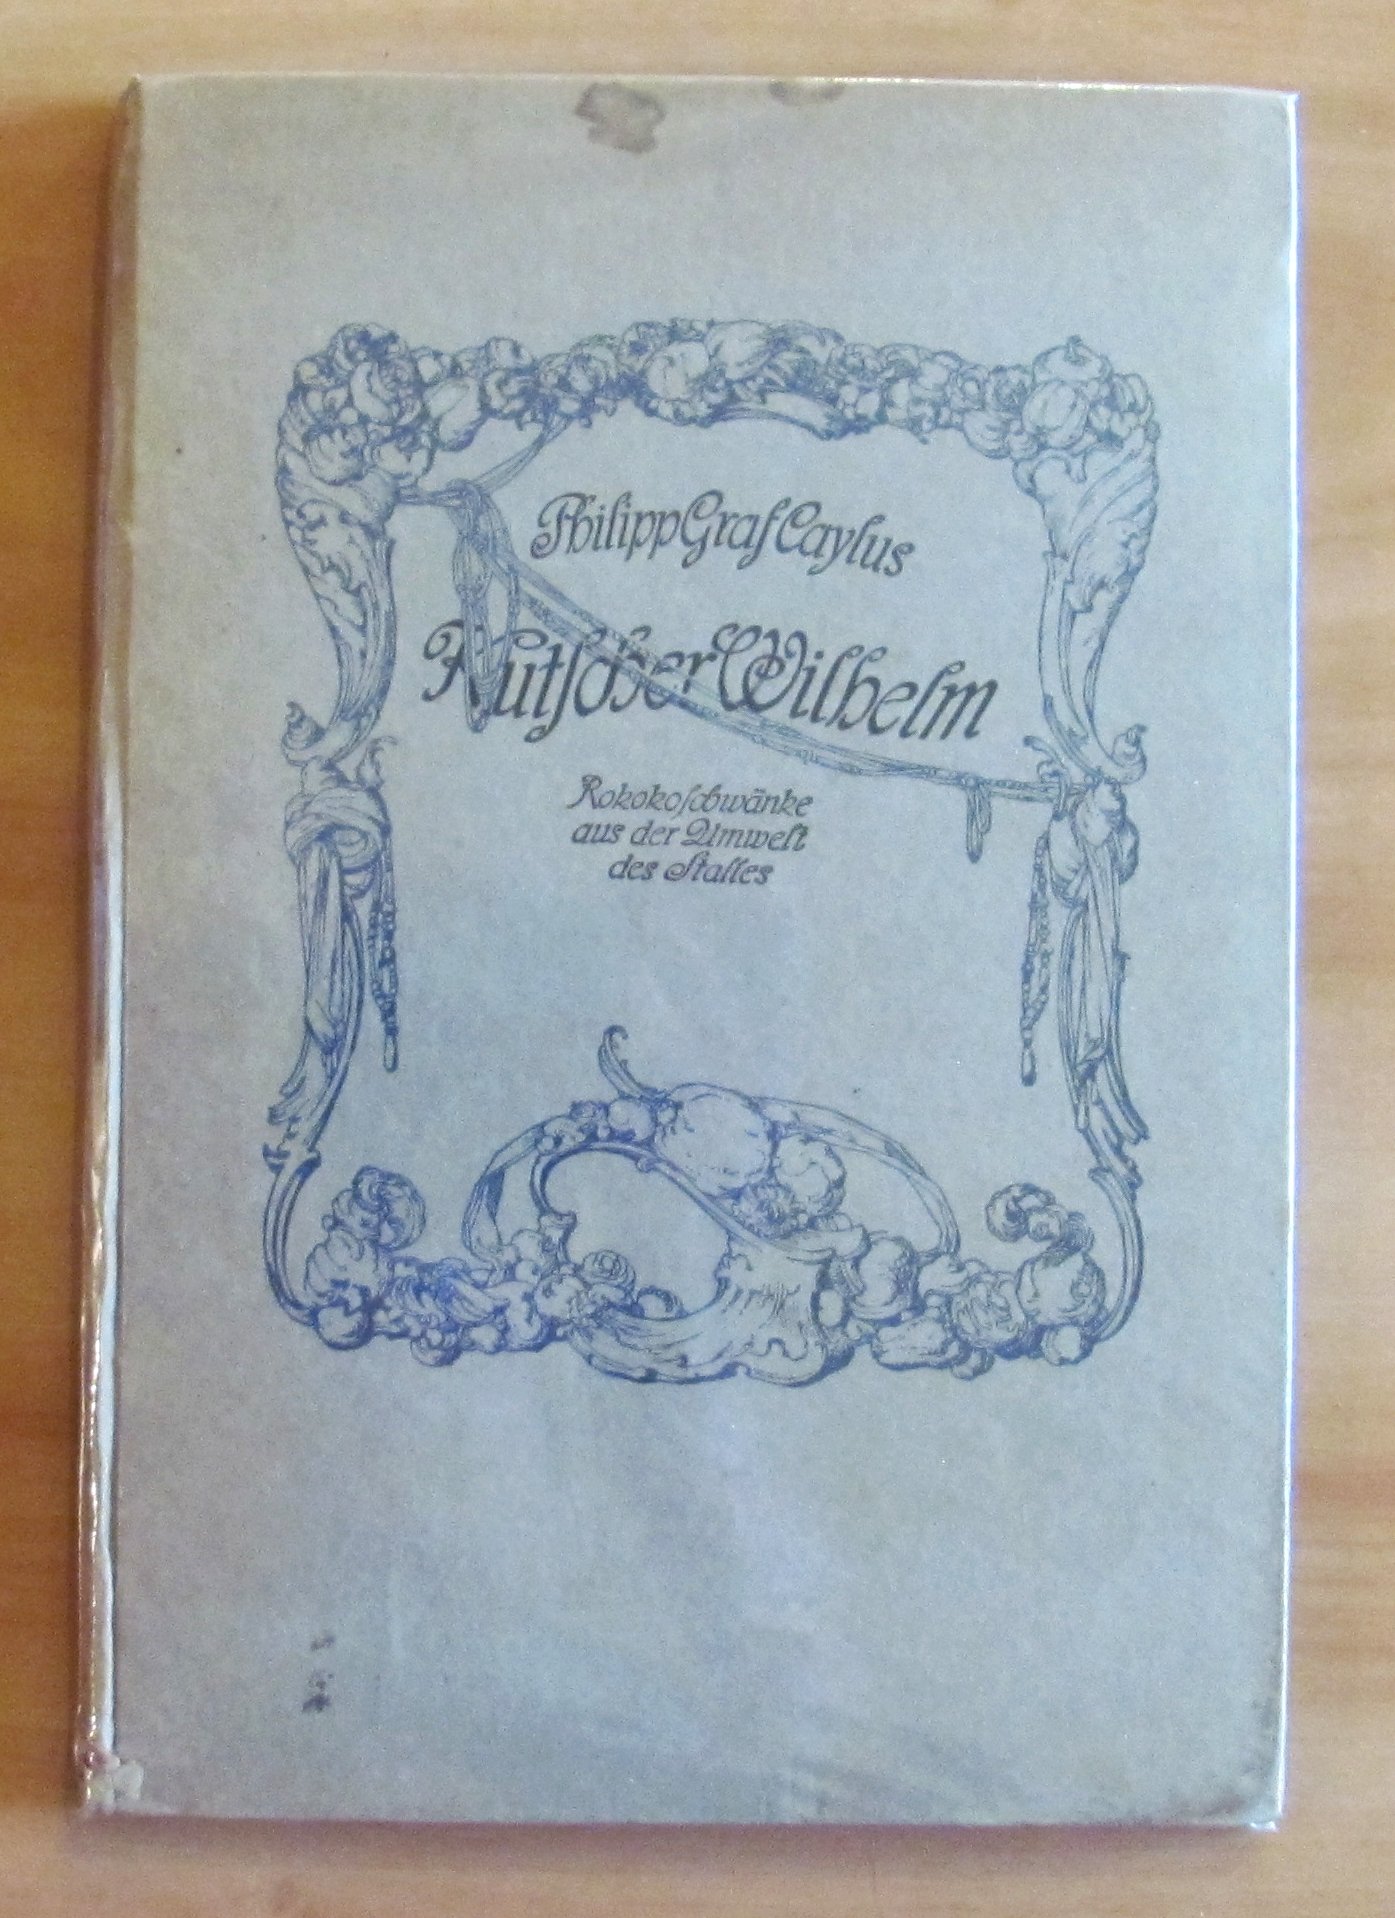 Philipp Graf Caylus
Kutscher Wilhelm
Rokokoschwänke
aus der Umwelt
des Stalles